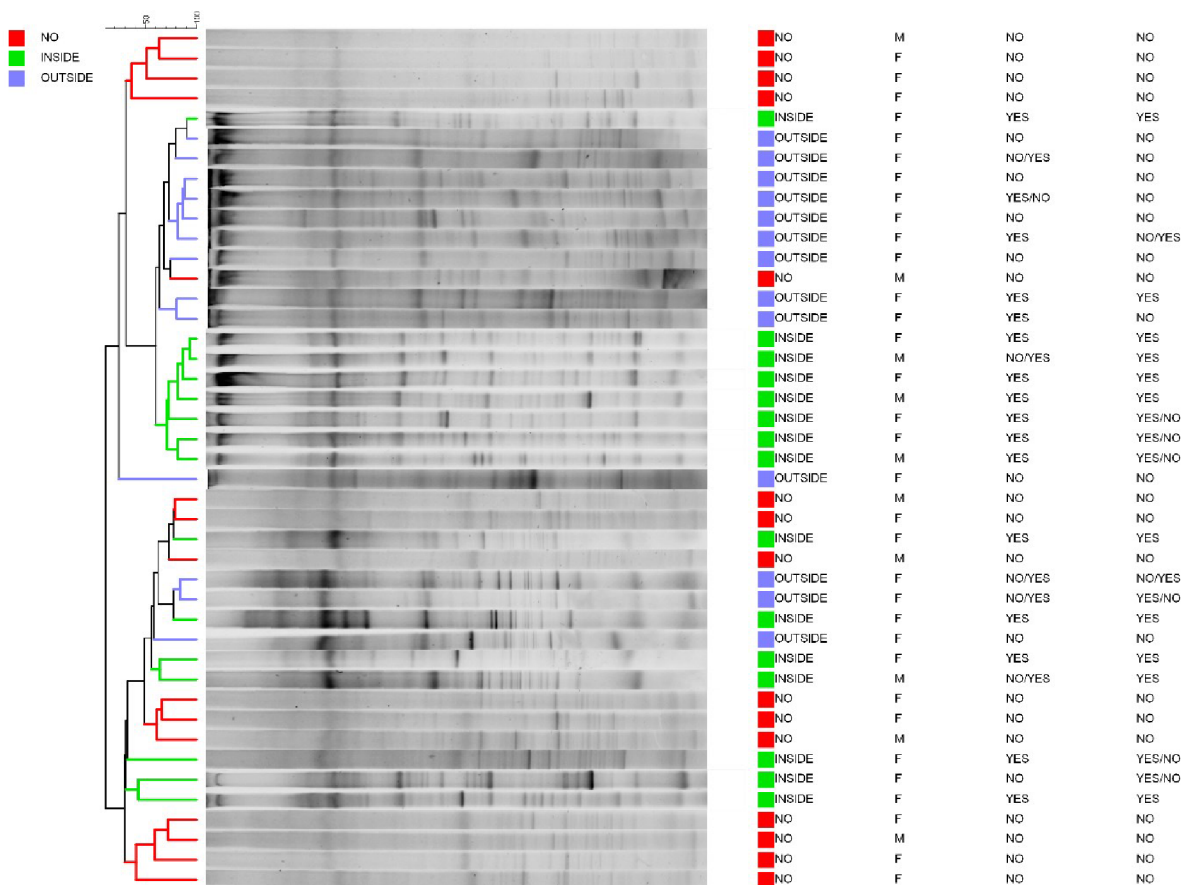 50
100
NO
INSIDE
OUTSIDE
NO M NO NO
NO F NO NO
NO F NO NO
NO F NO NO
INSIDE F YES YES
OUTSIDE F NO NO
OUTSIDE F NO/YES NO
OUTSIDE F NO NO
OUTSIDE F YES/NO NO
OUTSIDE F NO NO
OUTSIDE F YES NO/YES
OUTSIDE F NO NO
NO M NO NO
OUTSIDE F YES YES
OUTSIDE F YES NO
INSIDE F YES YES
INSIDE M NO/YES YES
INSIDE F YES YES
INSIDE M YES YES
INSIDE F YES YES/NO
INSIDE F YES YES/NO
INSIDE M YES YES/NO
OUTSIDE F NO NO
NO M NO NO
NO F NO NO
INSIDE F YES YES
NO M NO NO
OUTSIDE F NO/YES NO/YES
OUTSIDE F NO/YES YES/NO
INSIDE F YES YES
OUTSIDE F NO NO
INSIDE F YES YES
INSIDE M NO/YES YES
NO F NO NO
NO F NO NO
NO M NO NO
INSIDE F YES YES/NO
INSIDE F NO YES/NO
INSIDE F YES YES
NO F NO NO
NO M NO NO
NO F NO NO
NO F NO NO